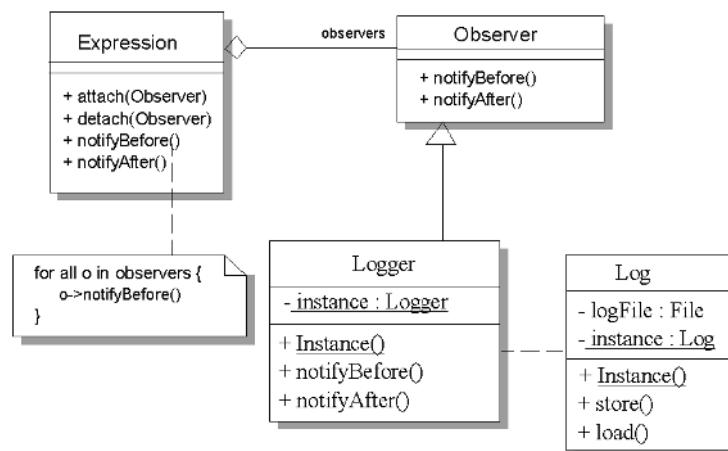 Expression
+ attach(Observer)
+ detach(Observer)
+ notifyBefore()
+ notifyAfter()
observers
Observer
+ notifyBefore()
+ notifyAfter()
for all o in observers {
o->notifyBefore()
}
Logger
- instance : Logger
+ Instance()
+ notifyBefore()
+ notifyAfter()
Log
- logFile : File
- instance : Log
+ Instance()
+ store()
+ load()